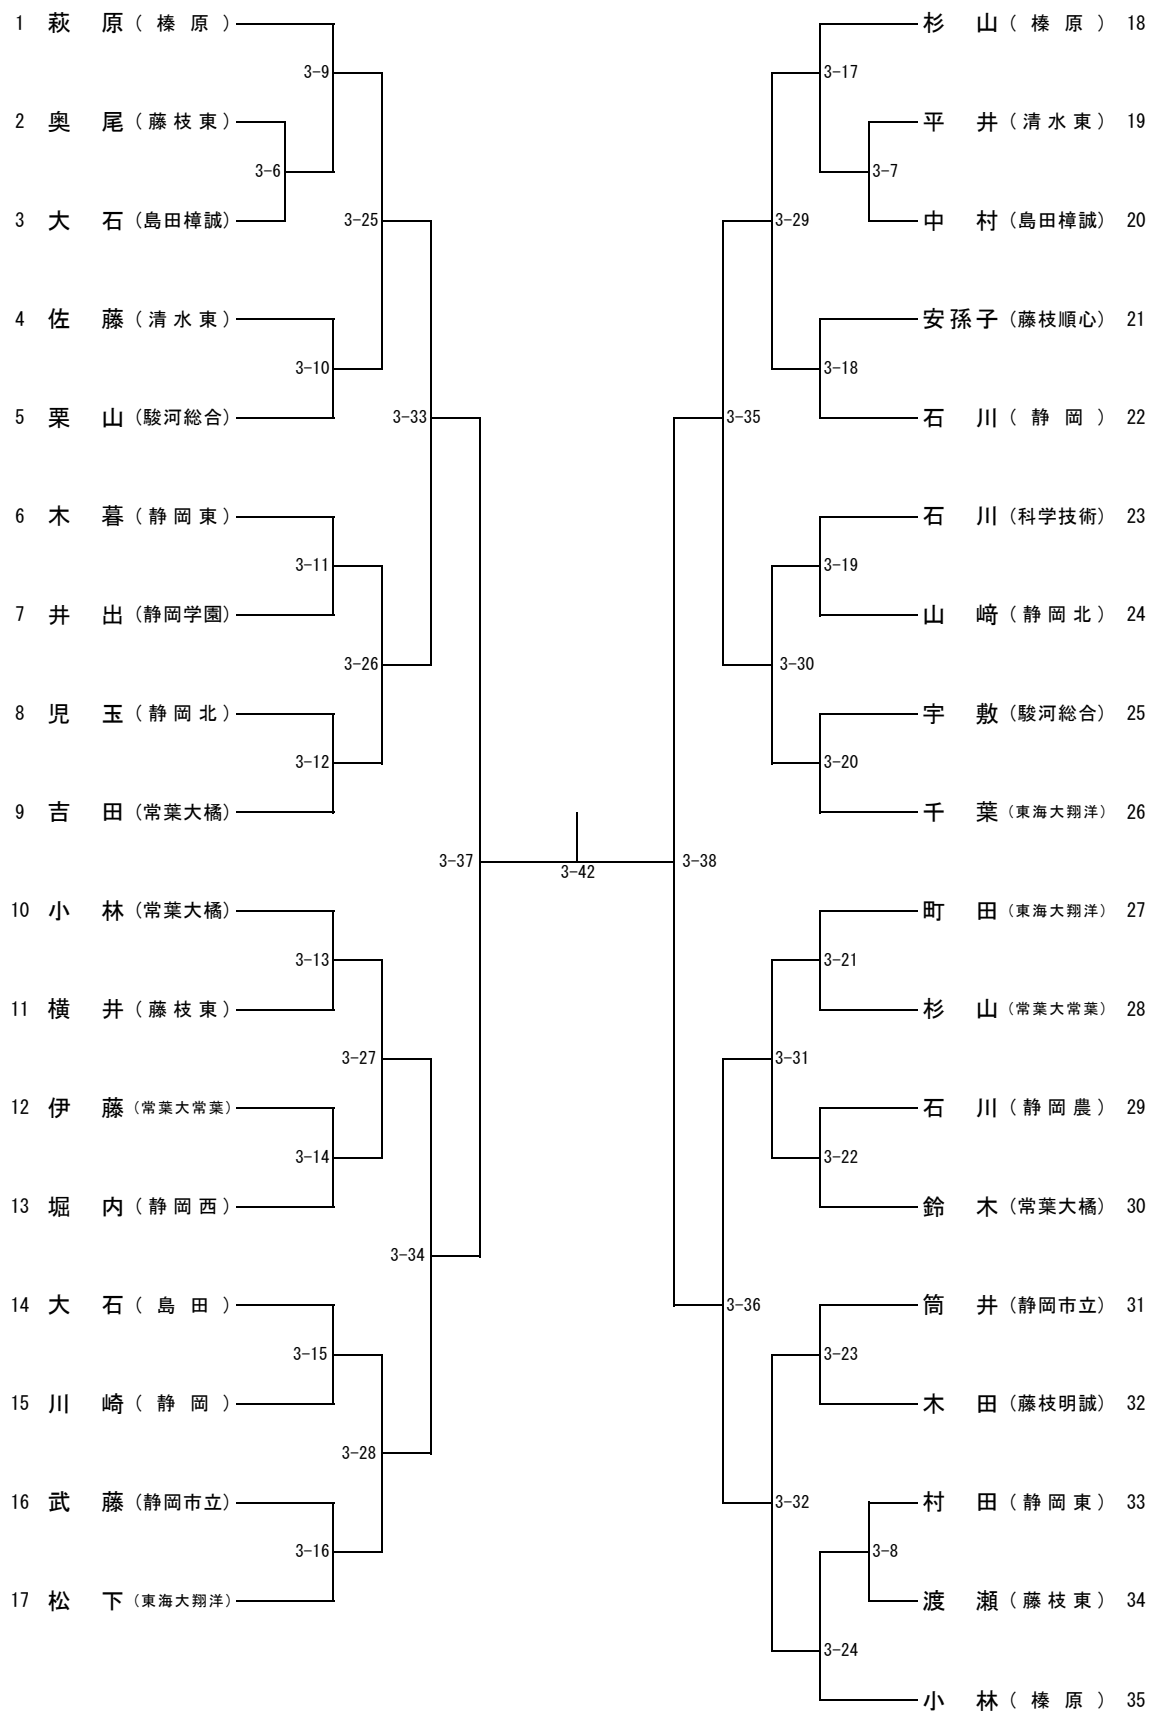 1 萩原（榛原）
3-9
2 奥尾（藤枝東）
3-6
3 大石（島田樟誠）
3-25
4 佐藤（清水東）
3-10
5 栗山（駿河総合）
3-33
6 木暮（静岡東）
3-11
7 井出（静岡学園）
3-26
8 児玉（静岡北）
3-12
9 吉田（常葉大橘）
3-37
10 小林（常葉大橘）
3-13
11 横井（藤枝東）
3-27
12 伊藤（常葉大常葉）
3-14
13 堀内（静岡西）
3-34
14 大石（島田）
3-15
15 川崎（静岡）
3-28
16 武藤（静岡市立）
3-16
17 松下（東海大翔洋）
3-42
杉山（榛原） 18
3-17
平井（清水東） 19
3-7
中村（島田樟誠） 20
3-29
安孫子（藤枝順心） 21
3-18
石川（静岡） 22
3-35
石川（科学技術） 23
3-19
山﨑（静岡北） 24
3-30
宇敷（駿河総合） 25
3-20
千葉（東海大翔洋） 26
3-38
町田（東海大翔洋） 27
3-21
杉山（常葉大常葉） 28
3-31
石川（静岡農） 29
3-22
鈴木（常葉大橘） 30
3-36
筒井（静岡市立） 31
3-23
木田（藤枝明誠） 32
3-32
村田（静岡東） 33
3-8
渡瀬（藤枝東） 34
3-24
小林（榛原） 35